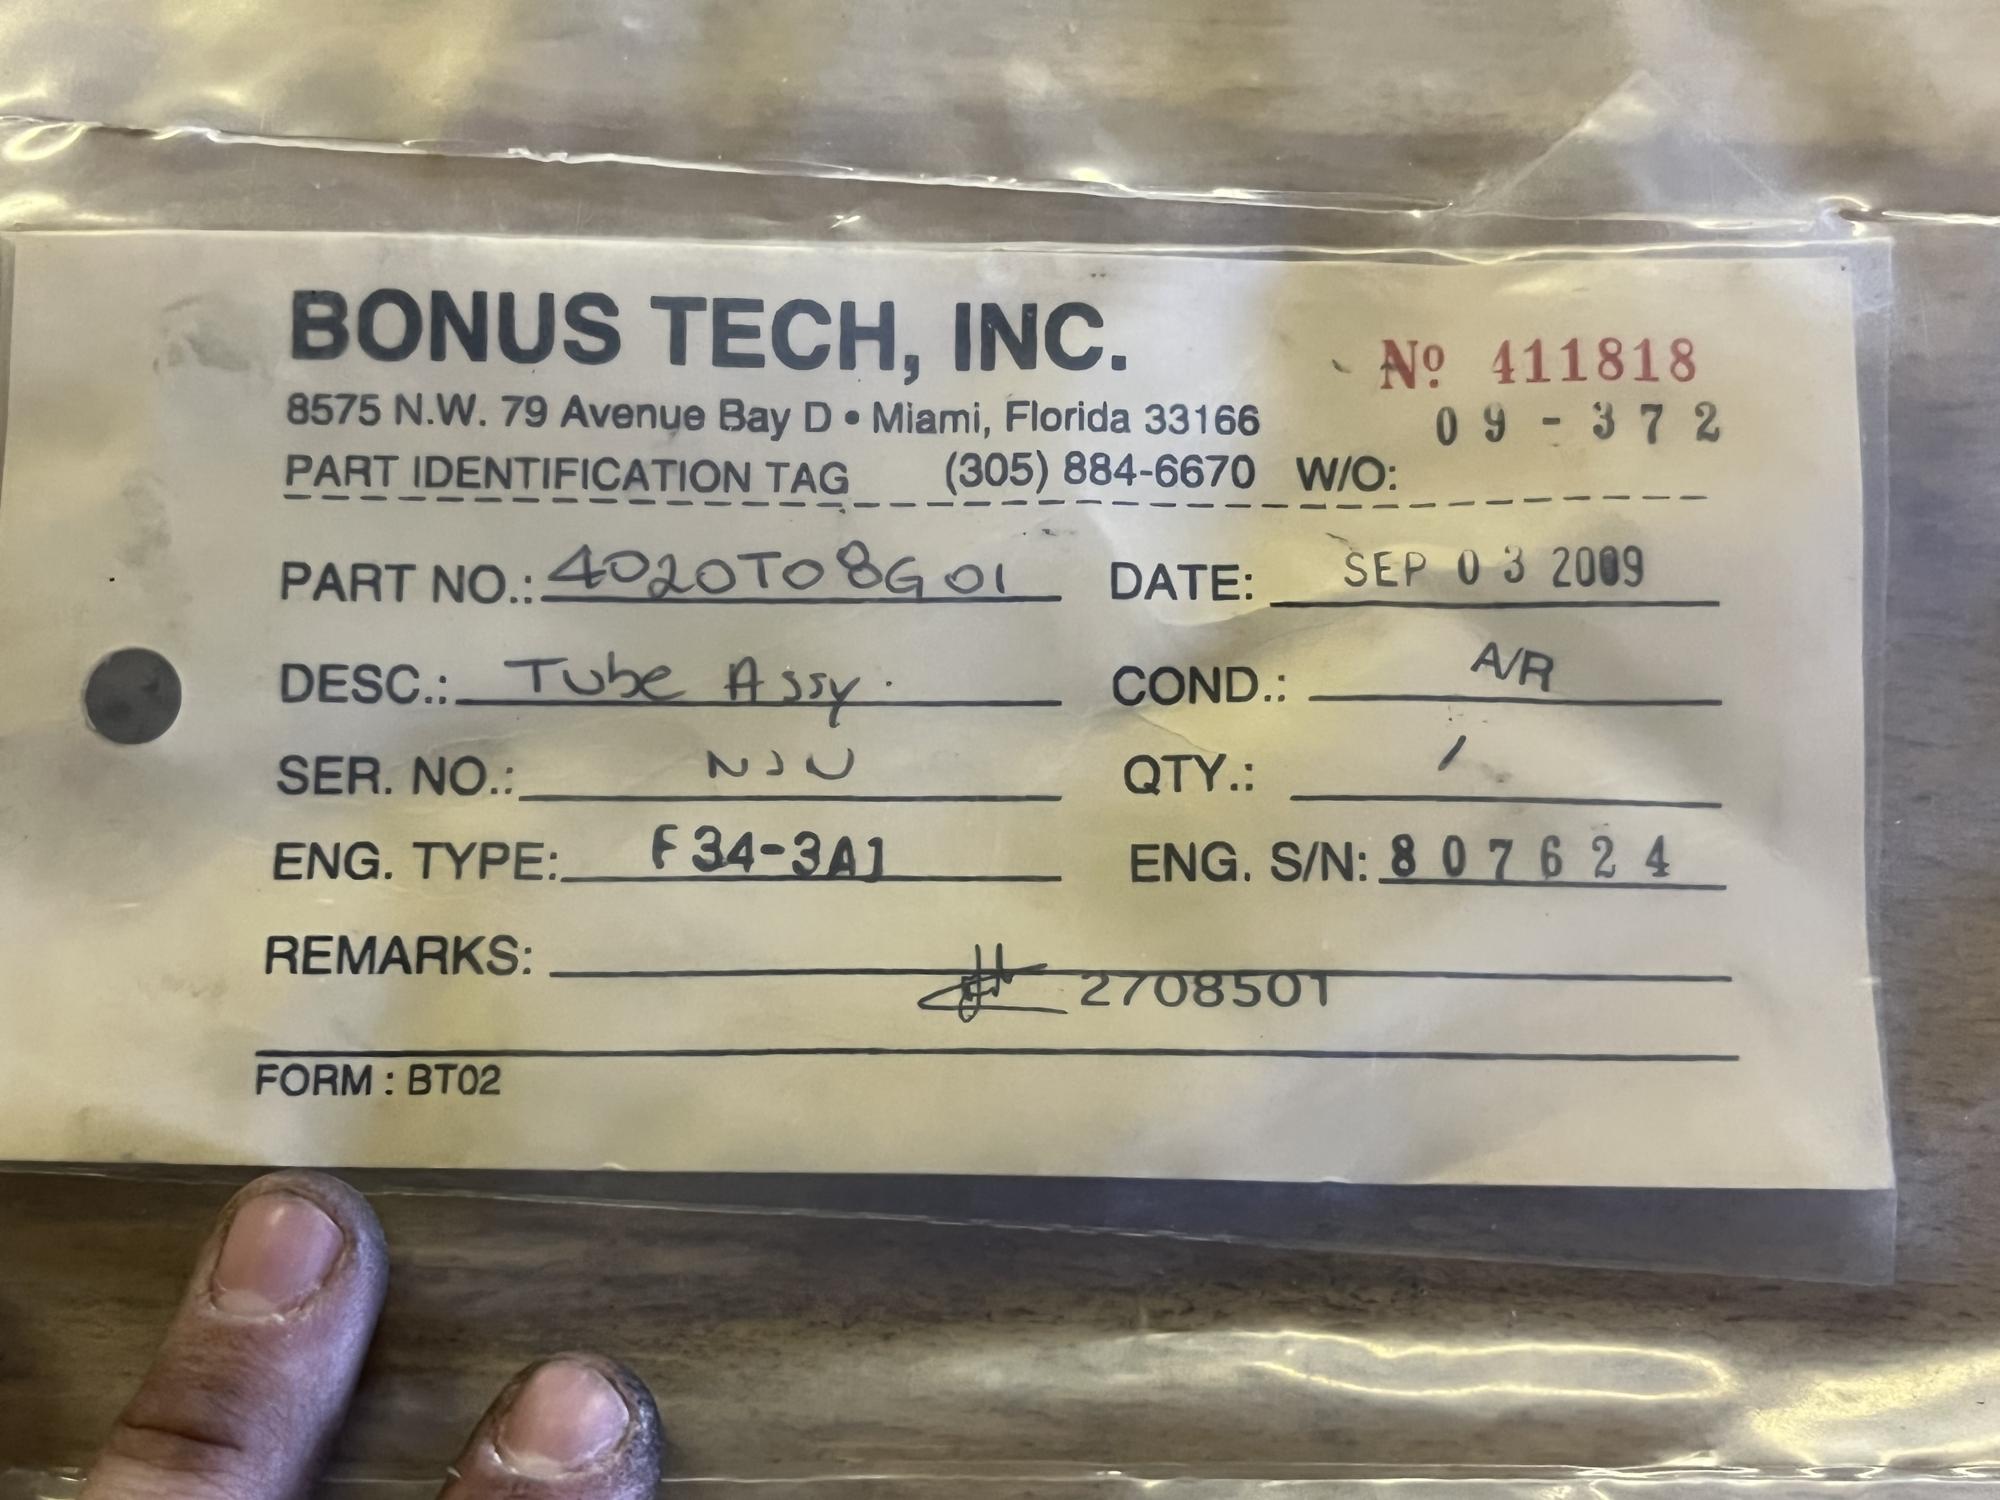 BONUS TECH, INC.
Nº 411818
8575 N.W. 79 Avenue Bay D • Miami, Florida 33166
09-372
PART IDENTIFICATION TAG (305) 884-6670 W/O:
PART NO.: 4020T08G01 DATE: SEP 03 2009
DESC.: Tube Assy. COND.: A/R
SER. NO.: QTY.: 1
ENG. TYPE: F34-3A1 ENG. S/N: 807624
REMARKS:
2708501
FORM : BT02